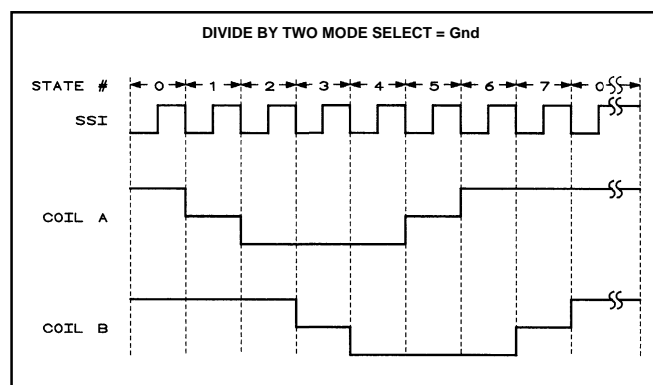 DIVIDE BY TWO MODE SELECT = Gnd
STATE # 0 1 2 3 4 5 6 7 0
SSI
COIL A
COIL B